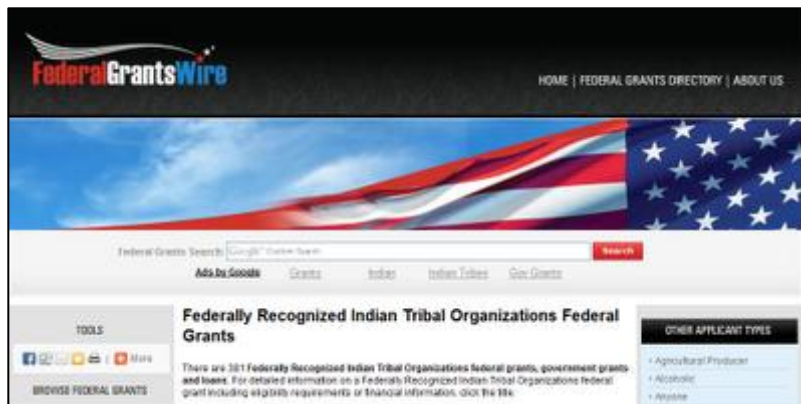 FederalGrantsWire
HOME | FEDERAL GRANTS DIRECTORY | ABOUT US
Federal Grants Search: Google™ Custom Search Search
Ads by Google Grants Indian Indian Tribes Gov Grants
TOOLS
More
BROWSE FEDERAL GRANTS
Federally Recognized Indian Tribal Organizations Federal
Grants
There are 381 Federally Recognized Indian Tribal Organizations federal grants, government grants
and loans. For detailed information on a Federally Recognized Indian Tribal Organizations federal
grant including eligibility requirements or financial information, click the title.
OTHER APPLICANT TYPES
Agricultural Producer
Alcoholic
Anyone